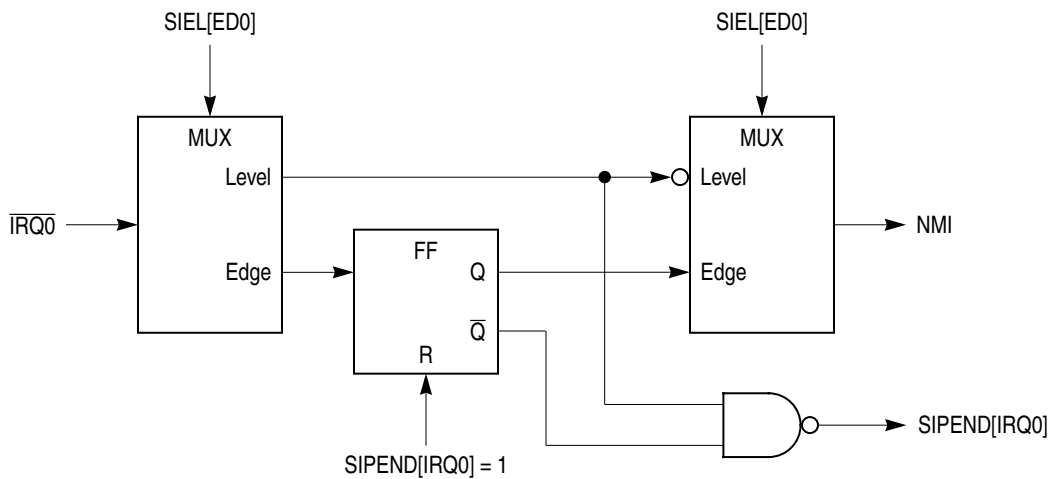 SIEL[ED0]
SIEL[ED0]
MUX
MUX
Level
Level
IRQ0
NMI
FF
Edge
Q
Edge
Q
R
SIPEND[IRQ0]
SIPEND[IRQ0] = 1